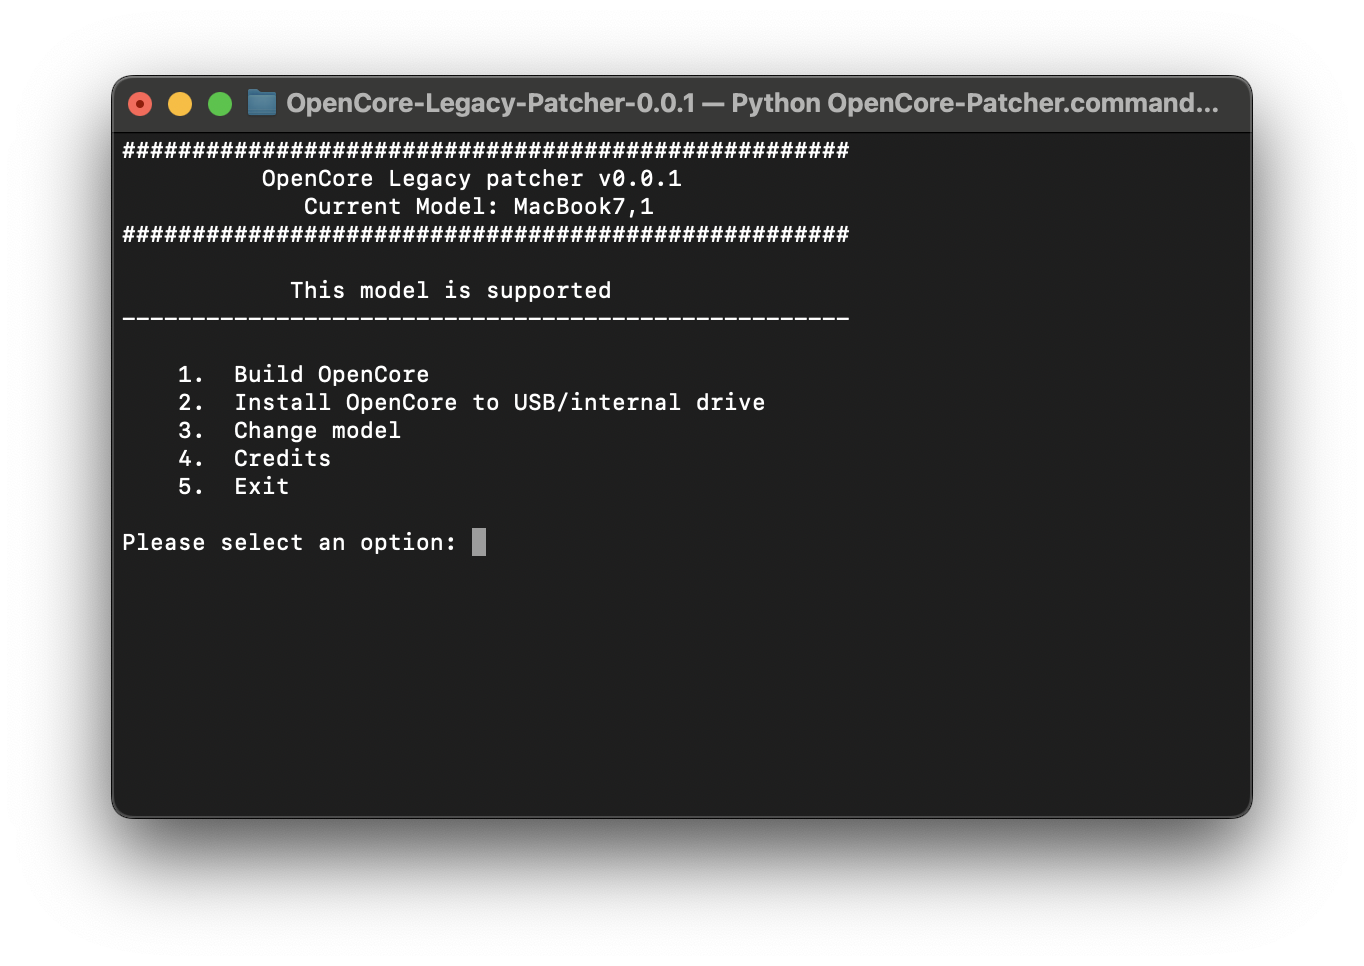 OpenCore-Legacy-Patcher-0.0.1 — Python OpenCore-Patcher.command...
####################################################
OpenCore Legacy patcher v0.0.1
Current Model: MacBook7,1
####################################################
This model is supported
----------------------------------------------------
1. Build OpenCore
2. Install OpenCore to USB/internal drive
3. Change model
4. Credits
5. Exit
Please select an option: